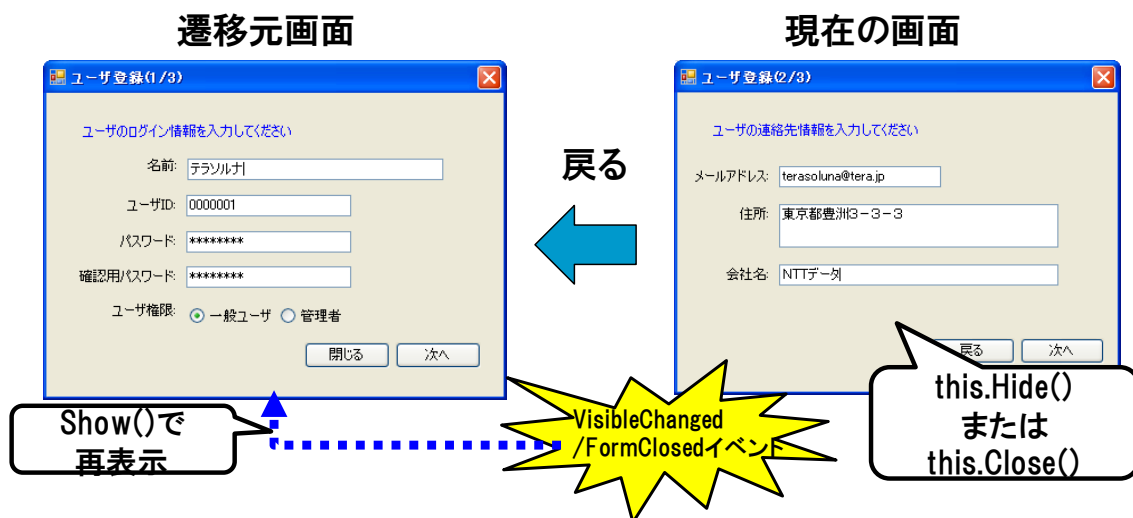 遷移元画面
現在の画面
ユーザ登録(1/3)
ユーザのログイン情報を入力してください
名前: テラソルナ
ユーザID: 0000001
パスワード: ********
確認用パスワード: ********
ユーザ権限: 一般ユーザ 管理者
閉じる 次へ
戻る
ユーザ登録(2/3)
ユーザの連絡先情報を入力してください
メールアドレス: terasoluna@tera.jp
住所: 東京都豊洲3-3-3
会社名: NTTデータ
戻る 次へ
Show()で
再表示
VisibleChanged
/FormClosedイベント
this.Hide()
または
this.Close()